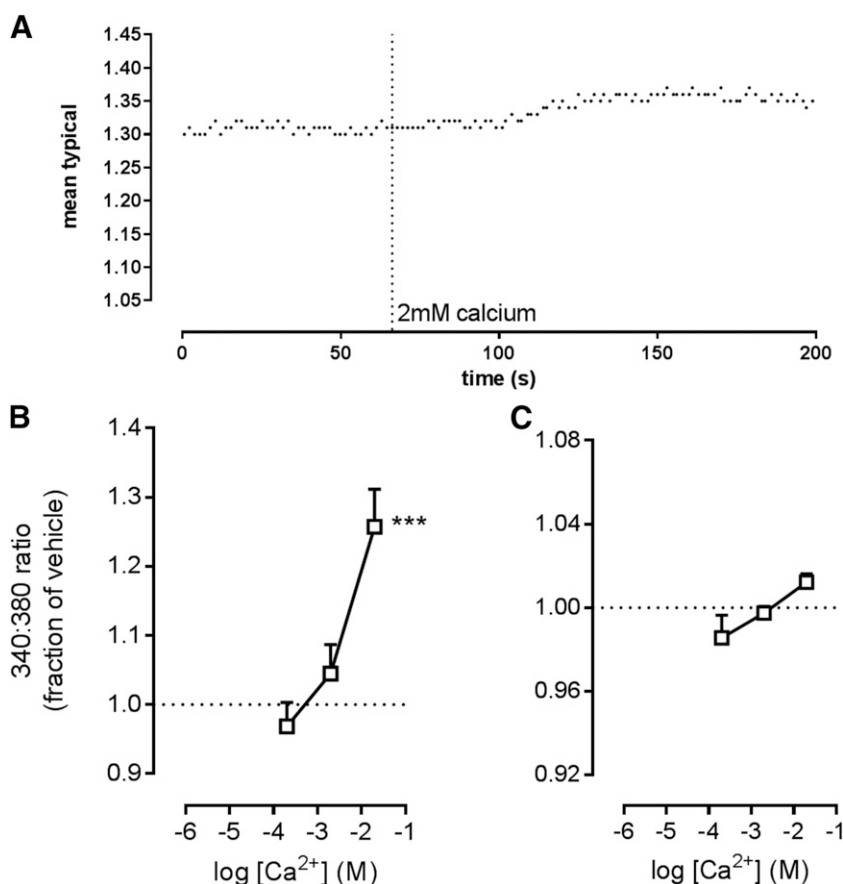 A
1.45
1.40
1.35
1.30
1.25
1.20
1.15
1.10
1.05
mean typical
2mM calcium
0 50 100 150 200
time (s)
B
1.4
1.3
1.2
1.1
1.0
0.9
340:380 ratio
(fraction of vehicle)
***
-6 -5 -4 -3 -2 -1
log [Ca²⁺] (M)
C
1.08
1.04
1.00
0.96
0.92
-6 -5 -4 -3 -2 -1
log [Ca²⁺] (M)